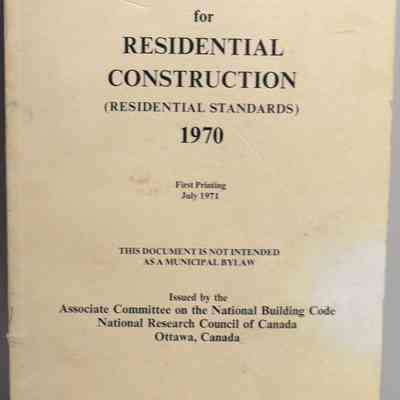 for
RESIDENTIAL
CONSTRUCTION
(RESIDENTIAL STANDARDS)
1970
First Printing
July 1971
THIS DOCUMENT IS NOT INTENDED
AS A MUNICIPAL BYLAW
Issued by the
Associate Committee on the National Building Code
National Research Council of Canada
Ottawa, Canada